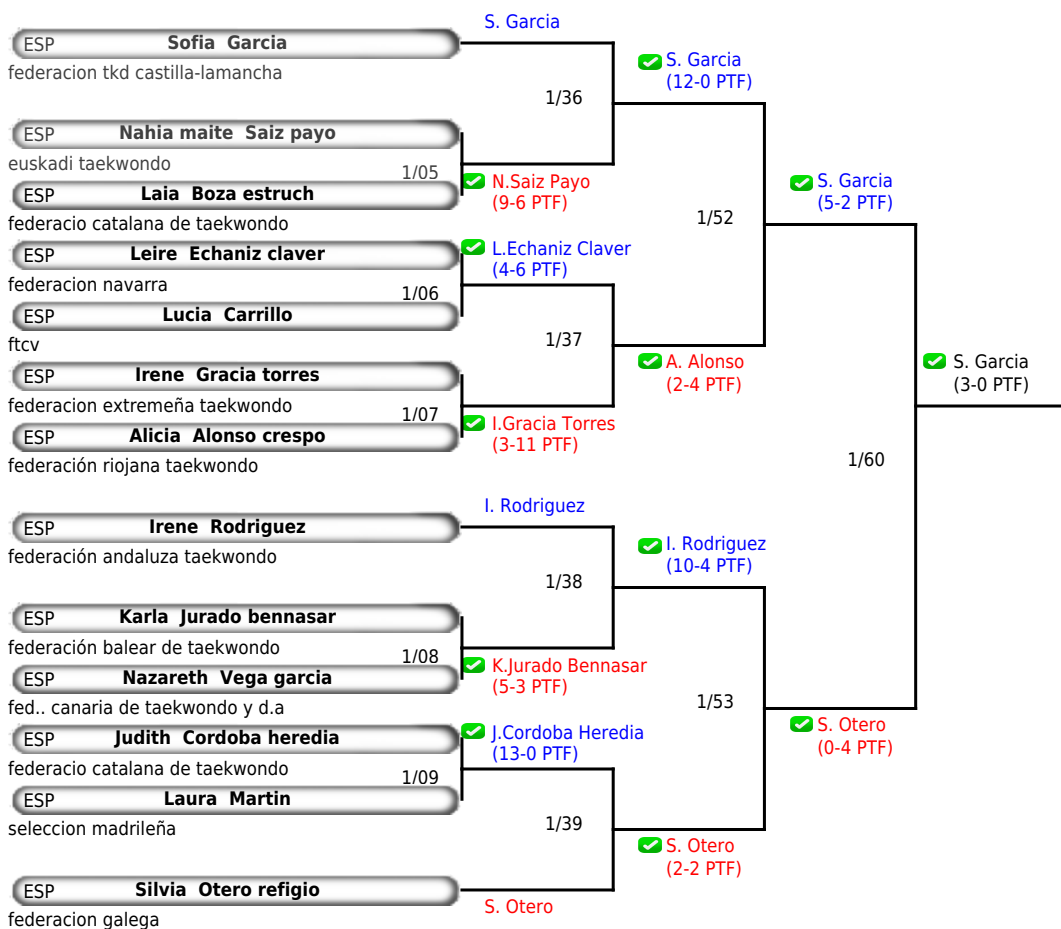 S. Garcia
ESP Sofia Garcia
federacion tkd castilla-lamancha
S. Garcia
(12-0 PTF)
1/36
ESP Nahia maite Saiz payo
euskadi taekwondo
1/05
N.Saiz Payo
(9-6 PTF)
ESP Laia Boza estruch
federacio catalana de taekwondo
S. Garcia
(5-2 PTF)
1/52
ESP Leire Echaniz claver
federacion navarra
L.Echaniz Claver
(4-6 PTF)
1/06
ESP Lucia Carrillo
ftcv
1/37
A. Alonso
(2-4 PTF)
S. Garcia
(3-0 PTF)
ESP Irene Gracia torres
federacion extremeña taekwondo
1/07
I.Gracia Torres
(3-11 PTF)
ESP Alicia Alonso crespo
federación riojana taekwondo
1/60
I. Rodriguez
ESP Irene Rodriguez
federación andaluza taekwondo
I. Rodriguez
(10-4 PTF)
1/38
ESP Karla Jurado bennasar
federación balear de taekwondo
1/08
K.Jurado Bennasar
(5-3 PTF)
ESP Nazareth Vega garcia
fed.. canaria de taekwondo y d.a
1/53
S. Otero
(0-4 PTF)
ESP Judith Cordoba heredia
federacio catalana de taekwondo
J.Cordoba Heredia
(13-0 PTF)
1/09
ESP Laura Martin
seleccion madrileña
1/39
S. Otero
(2-2 PTF)
ESP Silvia Otero refigio
federacion galega
S. Otero